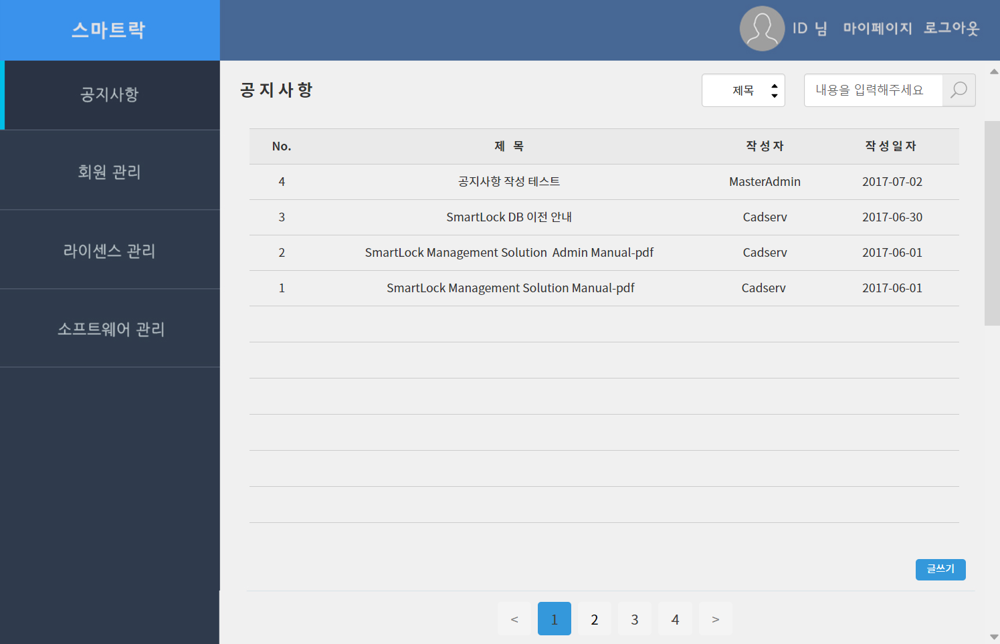 스마트락
ID 님 마이페이지 로그아웃
공지사항
회원 관리
라이센스 관리
소프트웨어 관리
공지사항
제목
내용을 입력해주세요
No. 제 목 작성자 작성일자
4 공지사항 작성 테스트 MasterAdmin 2017-07-02
3 SmartLock DB 이전 안내 Cadserv 2017-06-30
2 SmartLock Management Solution  Admin Manual-pdf Cadserv 2017-06-01
1 SmartLock Management Solution Manual-pdf Cadserv 2017-06-01
글쓰기
< 1 2 3 4 >